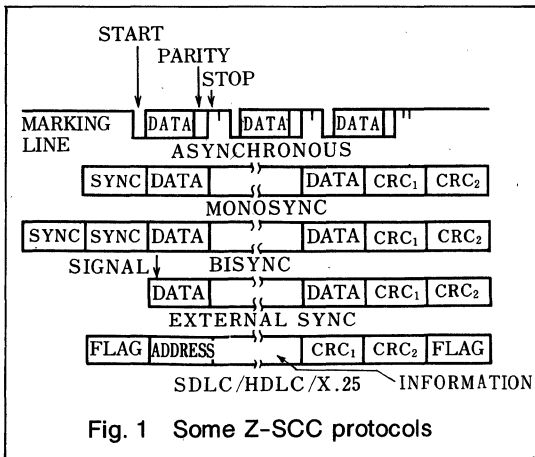 START
PARITY
STOP
MARKING LINE
DATA DATA DATA
ASYNCHRONOUS
SYNC DATA DATA CRC₁ CRC₂
MONOSYNC
SYNC SYNC DATA DATA CRC₁ CRC₂
SIGNAL BISYNC
DATA DATA CRC₁ CRC₂
EXTERNAL SYNC
FLAG ADDRESS CRC₁ CRC₂ FLAG
SDLC/HDLC/X.25 INFORMATION
Fig. 1 Some Z-SCC protocols